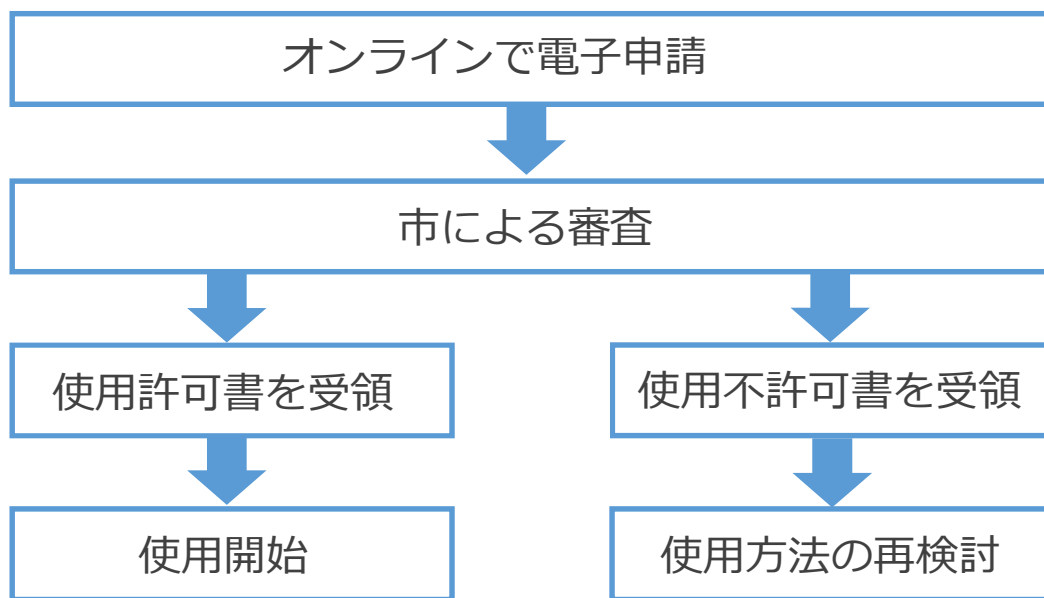 オンラインで電子申請
市による審査
使用許可書を受領
使用不許可書を受領
使用開始
使用方法の再検討